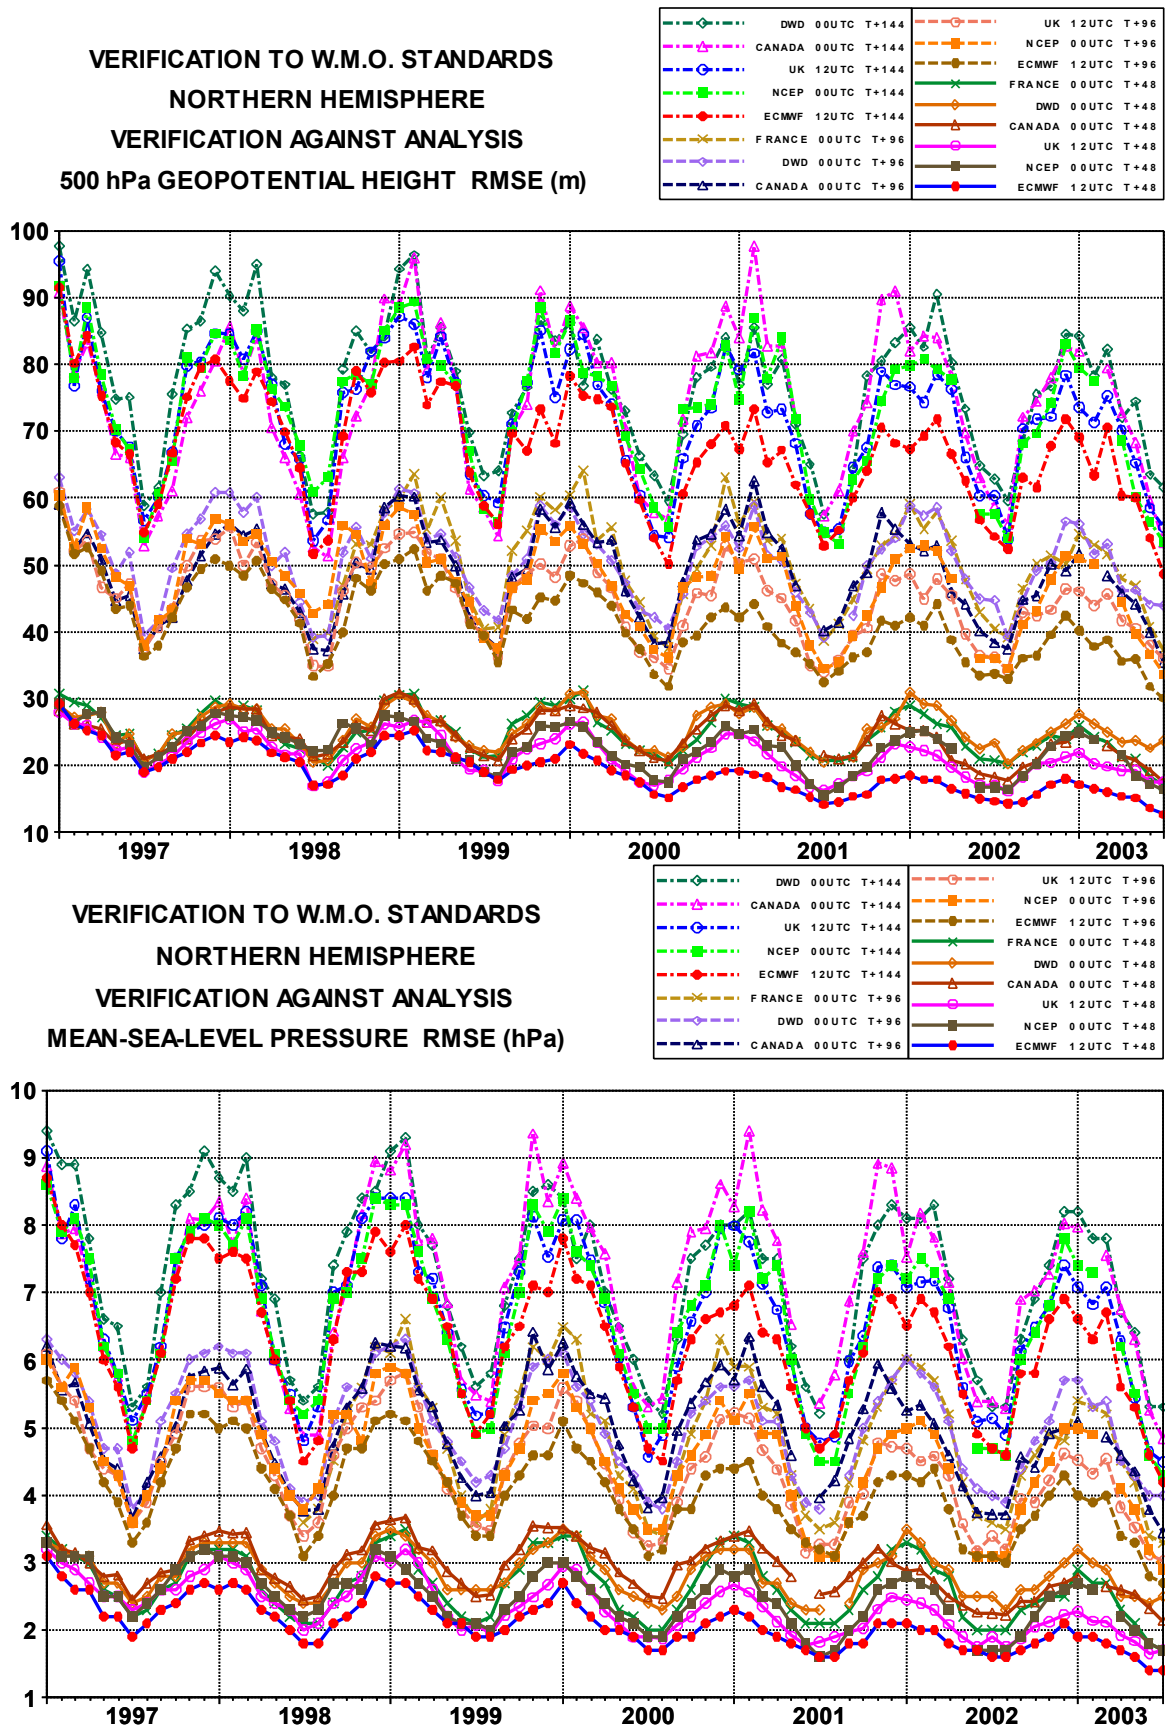 VERIFICATION TO W.M.O. STANDARDS
NORTHERN HEMISPHERE
VERIFICATION AGAINST ANALYSIS
500 hPa GEOPOTENTIAL HEIGHT RMSE (m)
DWD 00UTC T+144
CANADA 00UTC T+144
UK 12UTC T+144
NCEP 00UTC T+144
ECMWF 12UTC T+144
FRANCE 00UTC T+96
DWD 00UTC T+96
CANADA 00UTC T+96
UK 12UTC T+96
NCEP 00UTC T+96
ECMWF 12UTC T+96
FRANCE 00UTC T+48
DWD 00UTC T+48
CANADA 00UTC T+48
UK 12UTC T+48
NCEP 00UTC T+48
ECMWF 12UTC T+48
100
90
80
70
60
50
40
30
20
10
1997 1998 1999 2000 2001 2002 2003
VERIFICATION TO W.M.O. STANDARDS
NORTHERN HEMISPHERE
VERIFICATION AGAINST ANALYSIS
MEAN-SEA-LEVEL PRESSURE RMSE (hPa)
DWD 00UTC T+144
CANADA 00UTC T+144
UK 12UTC T+144
NCEP 00UTC T+144
ECMWF 12UTC T+144
FRANCE 00UTC T+96
DWD 00UTC T+96
CANADA 00UTC T+96
UK 12UTC T+96
NCEP 00UTC T+96
ECMWF 12UTC T+96
FRANCE 00UTC T+48
DWD 00UTC T+48
CANADA 00UTC T+48
UK 12UTC T+48
NCEP 00UTC T+48
ECMWF 12UTC T+48
10
9
8
7
6
5
4
3
2
1
1997 1998 1999 2000 2001 2002 2003